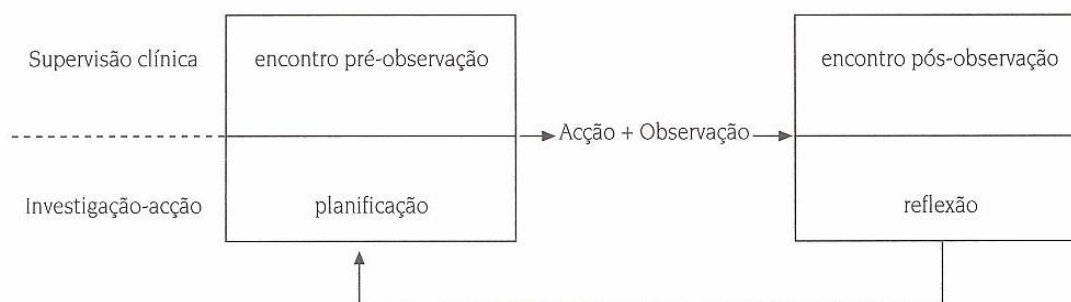 Supervisão clínica
encontro pré-observação
encontro pós-observação
Acção + Observação
Investigação-acção
planificação
reflexão